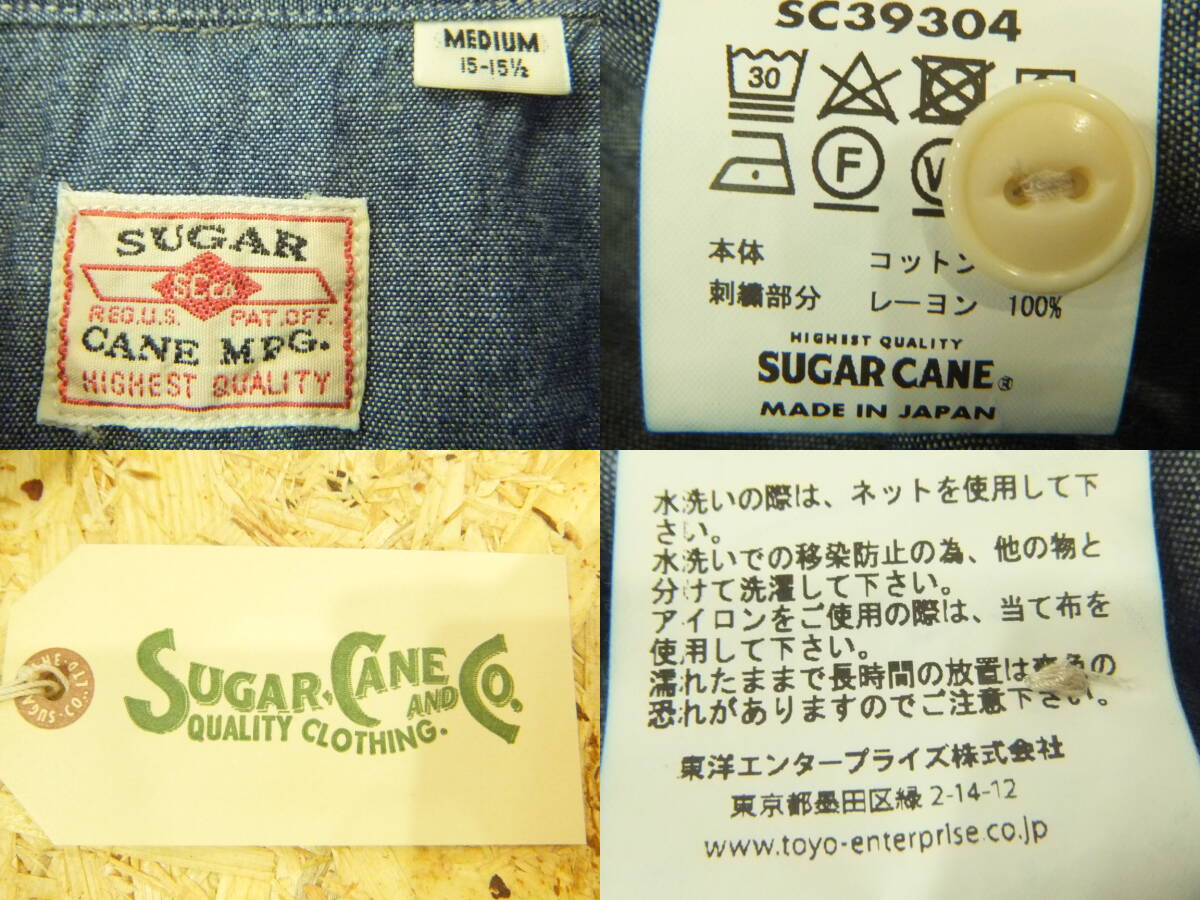 MEDIUM
15-15½
SUGAR
SC Co.
REG.U.S. PAT.OFF.
CANE MFG.
HIGHEST QUALITY
SC39304
30
F
W
本体 コットン
刺繍部分 レーヨン 100%
HIGHEST QUALITY
SUGAR CANE®
MADE IN JAPAN
SUGAR CANE AND CO.
QUALITY CLOTHING.
水洗いの際は、ネットを使用して下
さい。
水洗いでの移染防止の為、他の物と
分けて洗濯して下さい。
アイロンをご使用の際は、当て布を
使用して下さい。
濡れたままで長時間の放置は変色の
恐れがありますのでご注意下さい。
東洋エンタープライズ株式会社
東京都墨田区緑 2-14-12
www.toyo-enterprise.co.jp